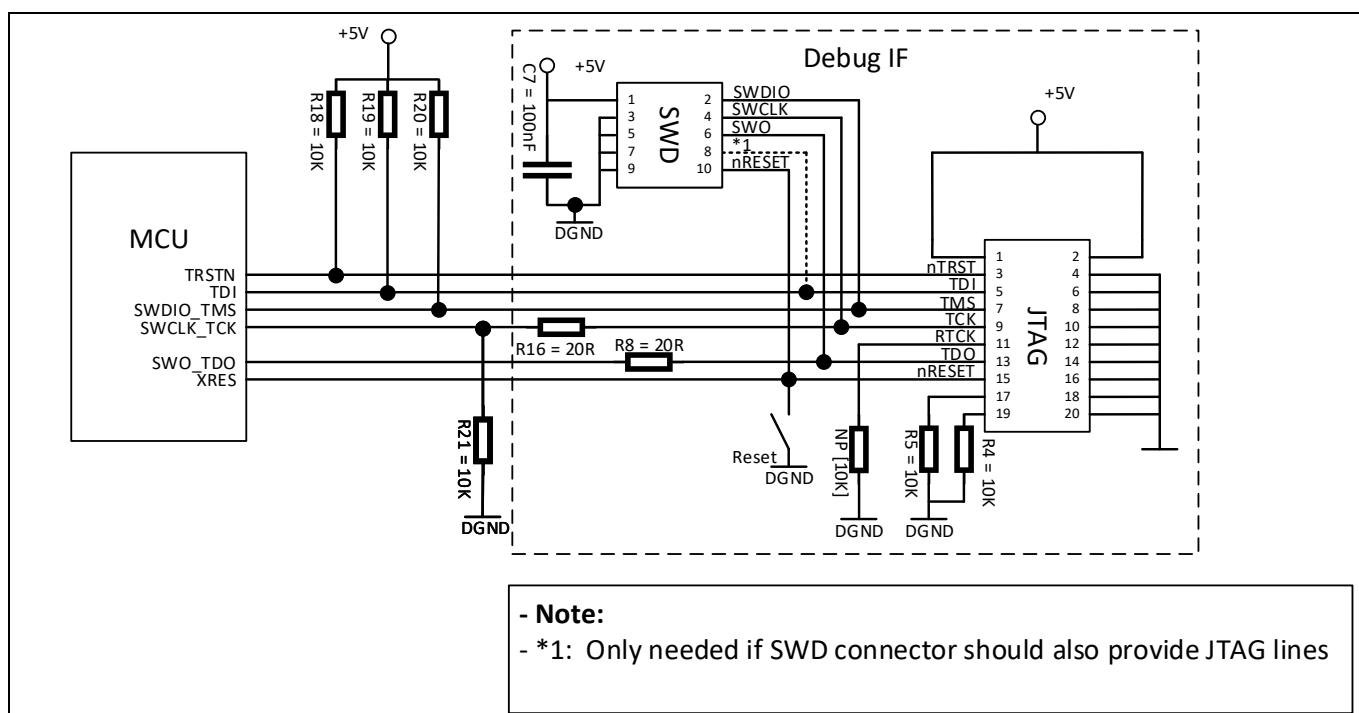 +5V
R18 = 10K
R19 = 10K
R20 = 10K
Debug IF
C7 = 100nF
+5V
SWD
1 2 SWDIO
3 4 SWCLK
5 6 SWO
7 8 *1
9 10 nRESET
DGND
+5V
MCU
TRSTN
TDI
SWDIO_TMS
SWCLK_TCK
SWO_TDO
XRES
R16 = 20R
R8 = 20R
R21 = 10K
DGND
Reset
DGND
JTAG
1 2
nTRST 3 4
TDI 5 6
TMS 7 8
TCK 9 10
RTCK 11 12
TDO 13 14
nRESET 15 16
17 18
19 20
NP [10K]
DGND
R5 = 10K
R4 = 10K
DGND
- Note:
- *1: Only needed if SWD connector should also provide JTAG lines